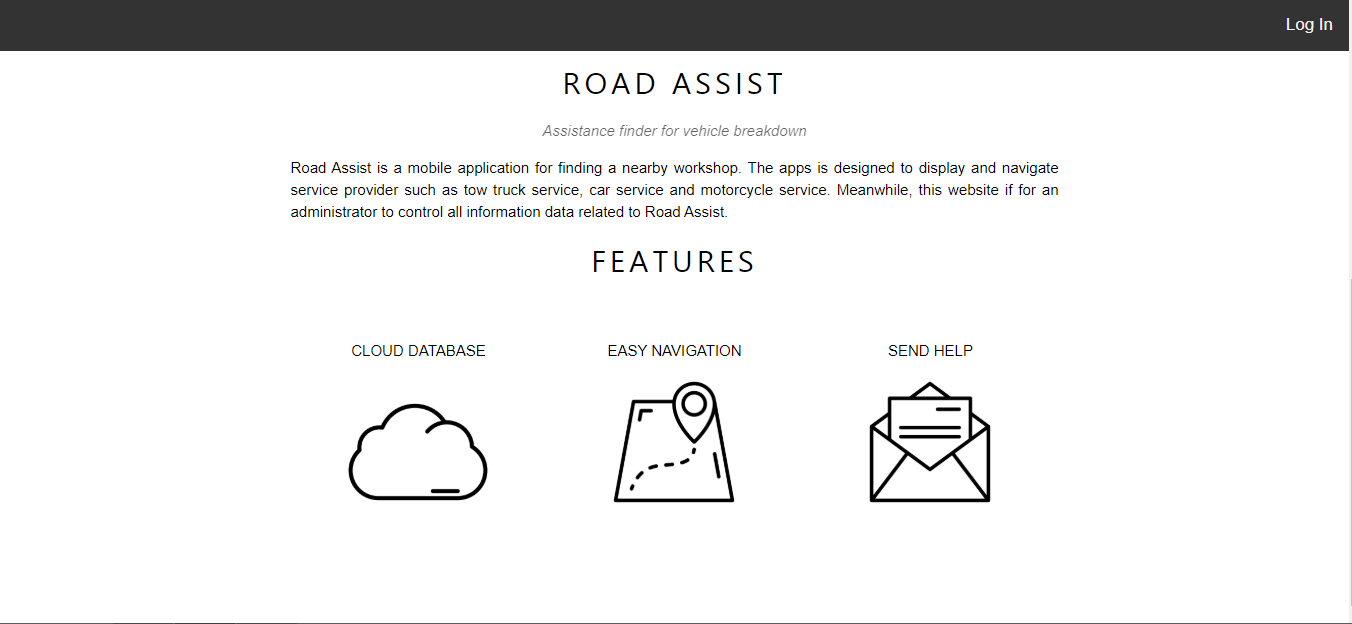 Log In
ROAD ASSIST
Assistance finder for vehicle breakdown
Road Assist is a mobile application for finding a nearby workshop. The apps is designed to display and navigate
service provider such as tow truck service, car service and motorcycle service. Meanwhile, this website if for an
administrator to control all information data related to Road Assist.
FEATURES
CLOUD DATABASE
EASY NAVIGATION
SEND HELP